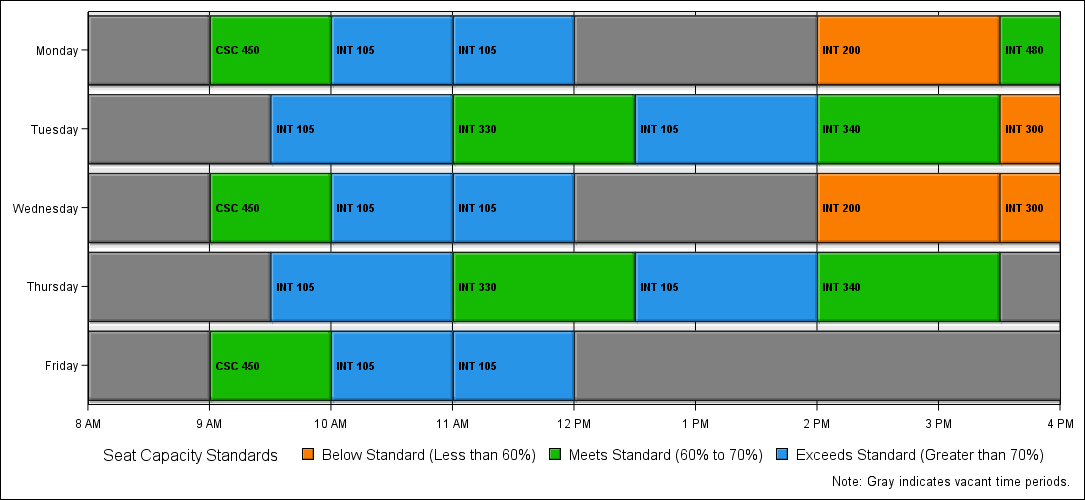 Monday CSC 450 INT 105 INT 105 INT 200 INT 480
Tuesday INT 105 INT 330 INT 105 INT 340 INT 300
Wednesday CSC 450 INT 105 INT 105 INT 200 INT 300
Thursday INT 105 INT 330 INT 105 INT 340
Friday CSC 450 INT 105 INT 105
8 AM 9 AM 10 AM 11 AM 12 PM 1 PM 2 PM 3 PM 4 PM
Seat Capacity Standards Below Standard (Less than 60%) Meets Standard (60% to 70%) Exceeds Standard (Greater than 70%)
Note: Gray indicates vacant time periods.